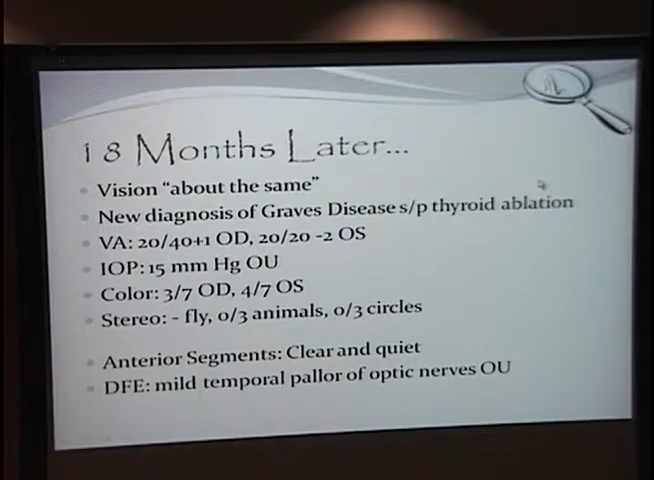 18 Months Later...
Vision "about the same"
New diagnosis of Graves Disease s/p thyroid ablation
VA: 20/40+1 OD, 20/20 -2 OS
IOP: 15 mm Hg OU
Color: 3/7 OD, 4/7 OS
Stereo: - fly, 0/3 animals, 0/3 circles
Anterior Segments: Clear and quiet
DFE: mild temporal pallor of optic nerves OU